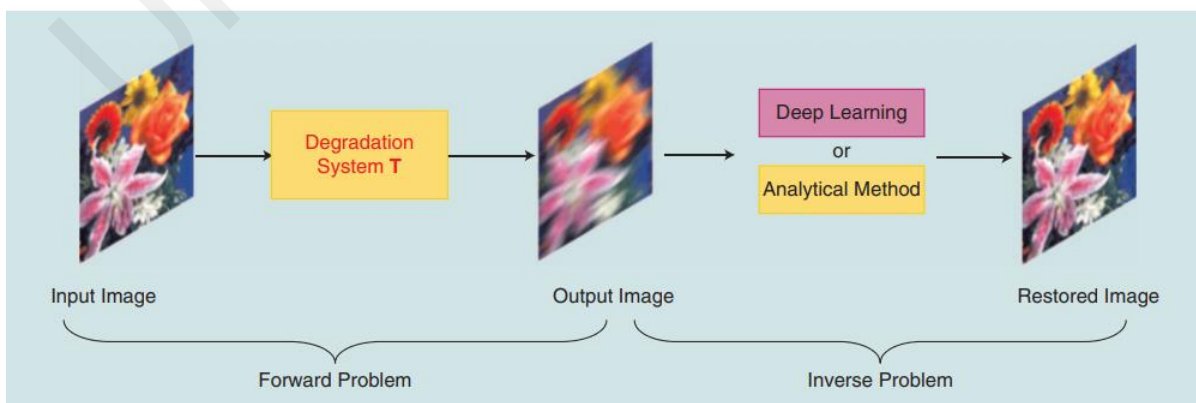 Degradation
System T
Deep Learning
or
Analytical Method
Input Image
Output Image
Restored Image
Forward Problem
Inverse Problem